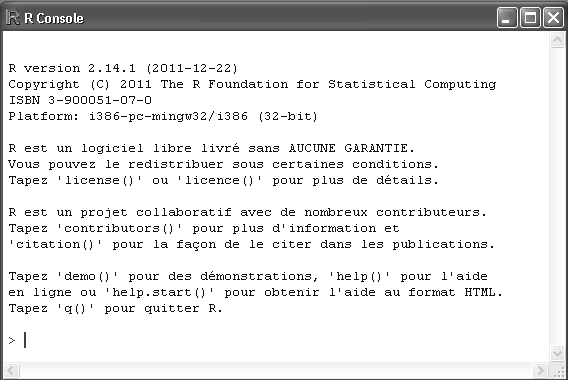 R Console
R version 2.14.1 (2011-12-22)
Copyright (C) 2011 The R Foundation for Statistical Computing
ISBN 3-900051-07-0
Platform: i386-pc-mingw32/i386 (32-bit)
R est un logiciel libre livré sans AUCUNE GARANTIE.
Vous pouvez le redistribuer sous certaines conditions.
Tapez 'license()' ou 'licence()' pour plus de détails.
R est un projet collaboratif avec de nombreux contributeurs.
Tapez 'contributors()' pour plus d'information et
'citation()' pour la façon de le citer dans les publications.
Tapez 'demo()' pour des démonstrations, 'help()' pour l'aide
en ligne ou 'help.start()' pour obtenir l'aide au format HTML.
Tapez 'q()' pour quitter R.
>